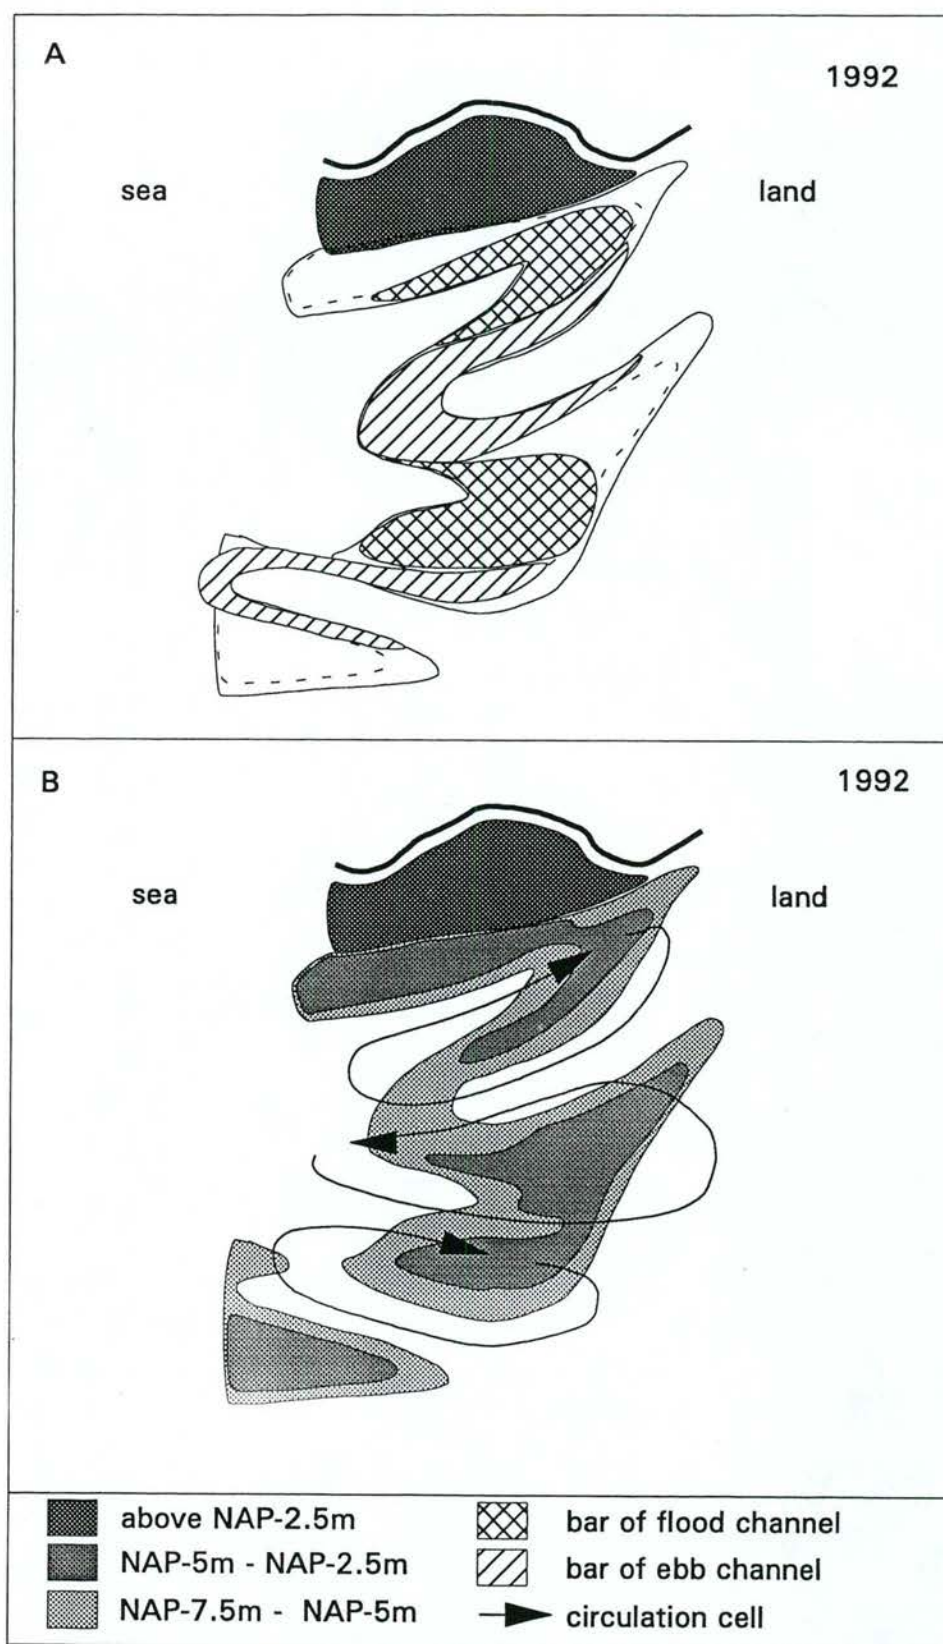 A
1992
sea
land
B
1992
sea
land
above NAP-2.5m
NAP-5m - NAP-2.5m
NAP-7.5m - NAP-5m
bar of flood channel
bar of ebb channel
circulation cell